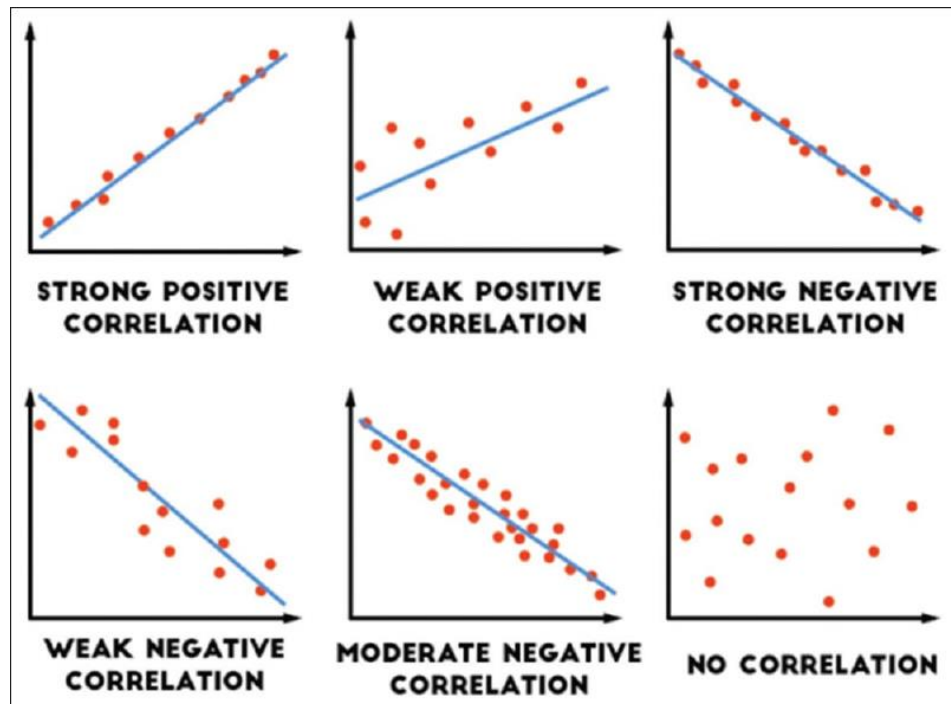 STRONG POSITIVE
CORRELATION
WEAK POSITIVE
CORRELATION
STRONG NEGATIVE
CORRELATION
WEAK NEGATIVE
CORRELATION
MODERATE NEGATIVE
CORRELATION
NO CORRELATION